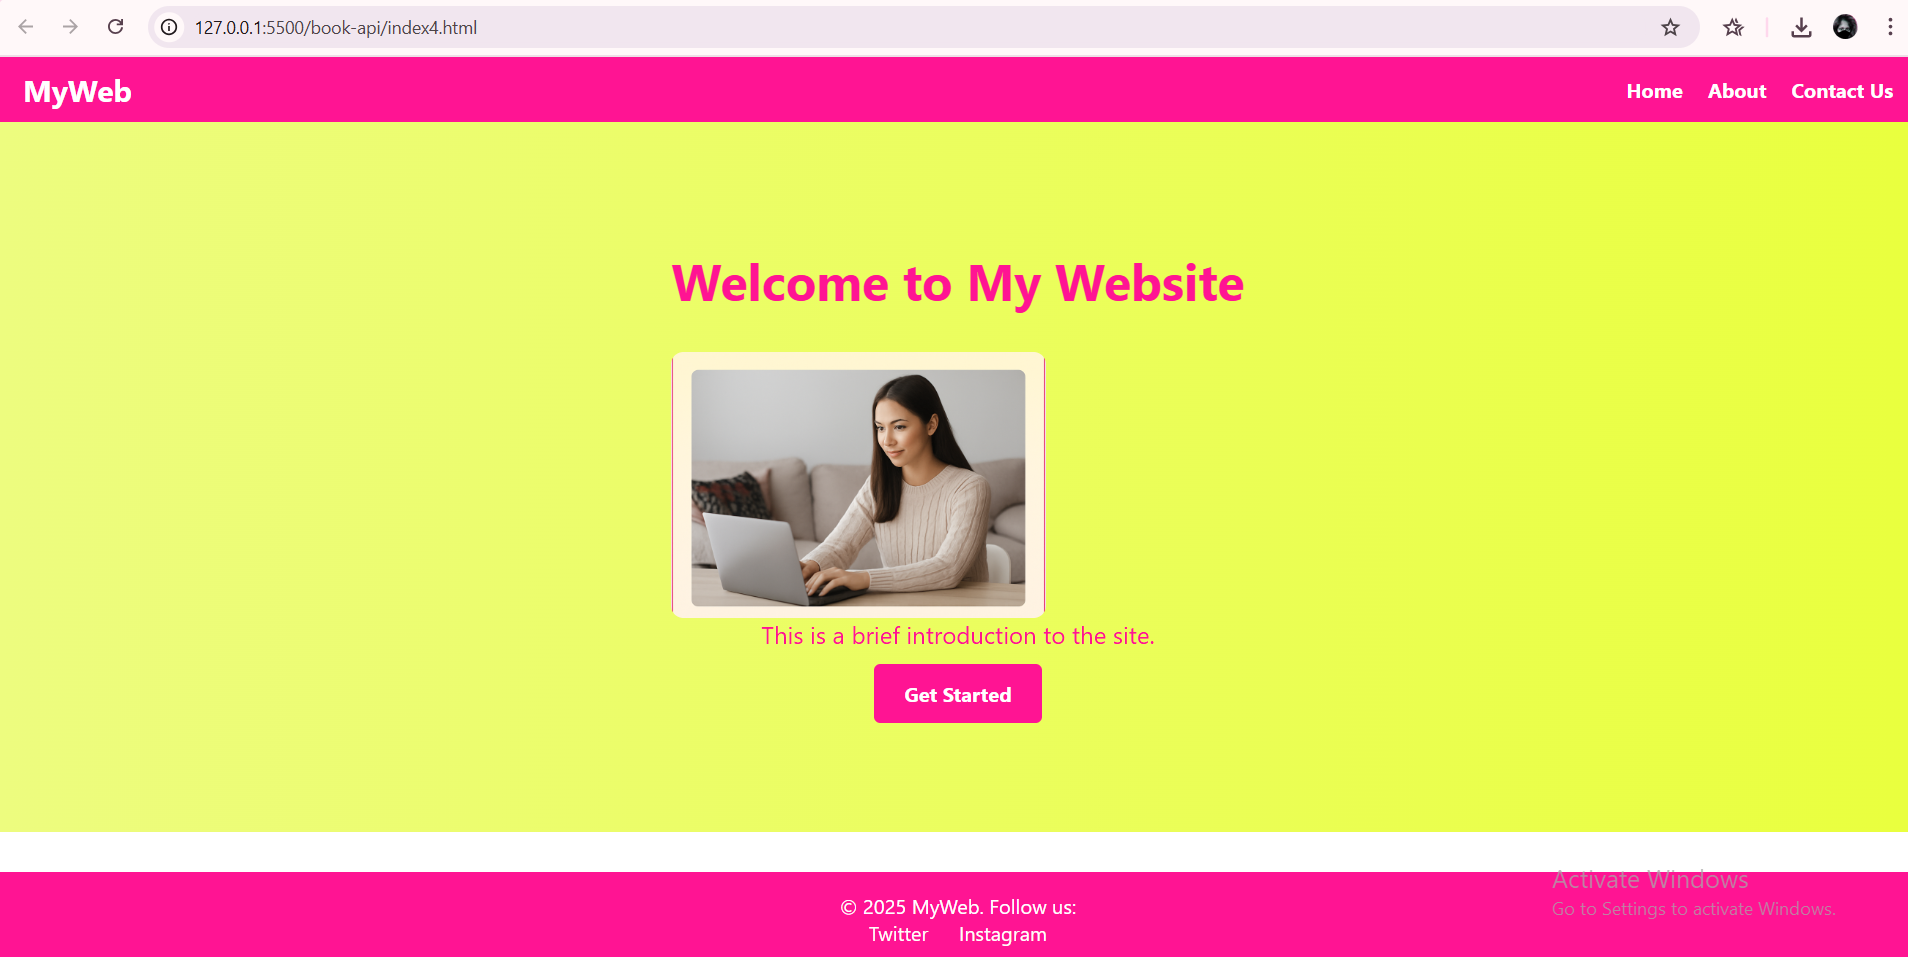 127.0.0.1:5500/book-api/index4.html
MyWeb
Home About Contact Us
Welcome to My Website
This is a brief introduction to the site.
Get Started
Activate Windows
Go to Settings to activate Windows.
© 2025 MyWeb. Follow us:
Twitter Instagram